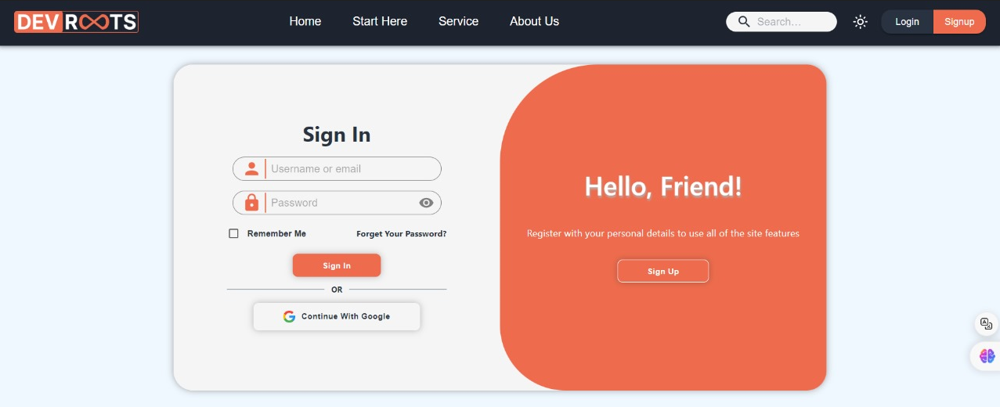 DEVROOTS Home Start Here Service About Us Search... Login Signup
Sign In
Username or email
Password
Remember Me Forget Your Password?
Sign In
OR
Continue With Google
Hello, Friend!
Register with your personal details to use all of the site features
Sign Up